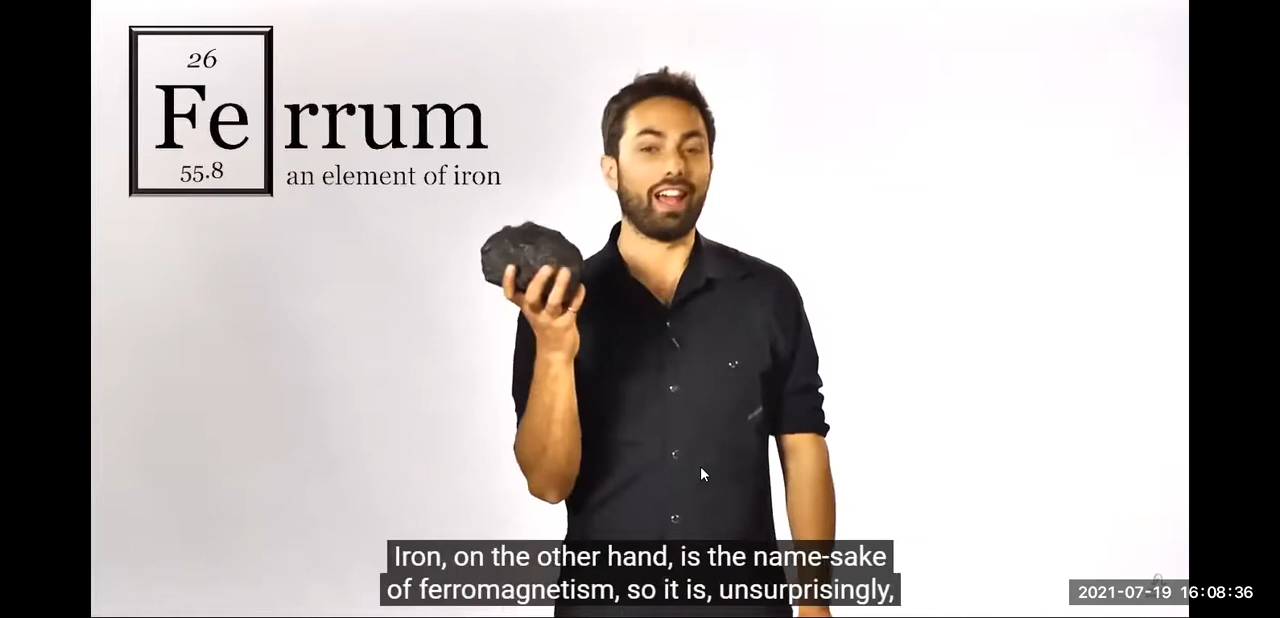 26
Ferrum
55.8
an element of iron
Iron, on the other hand, is the name-sake
of ferromagnetism, so it is, unsurprisingly,
2021-07-19 16:08:36